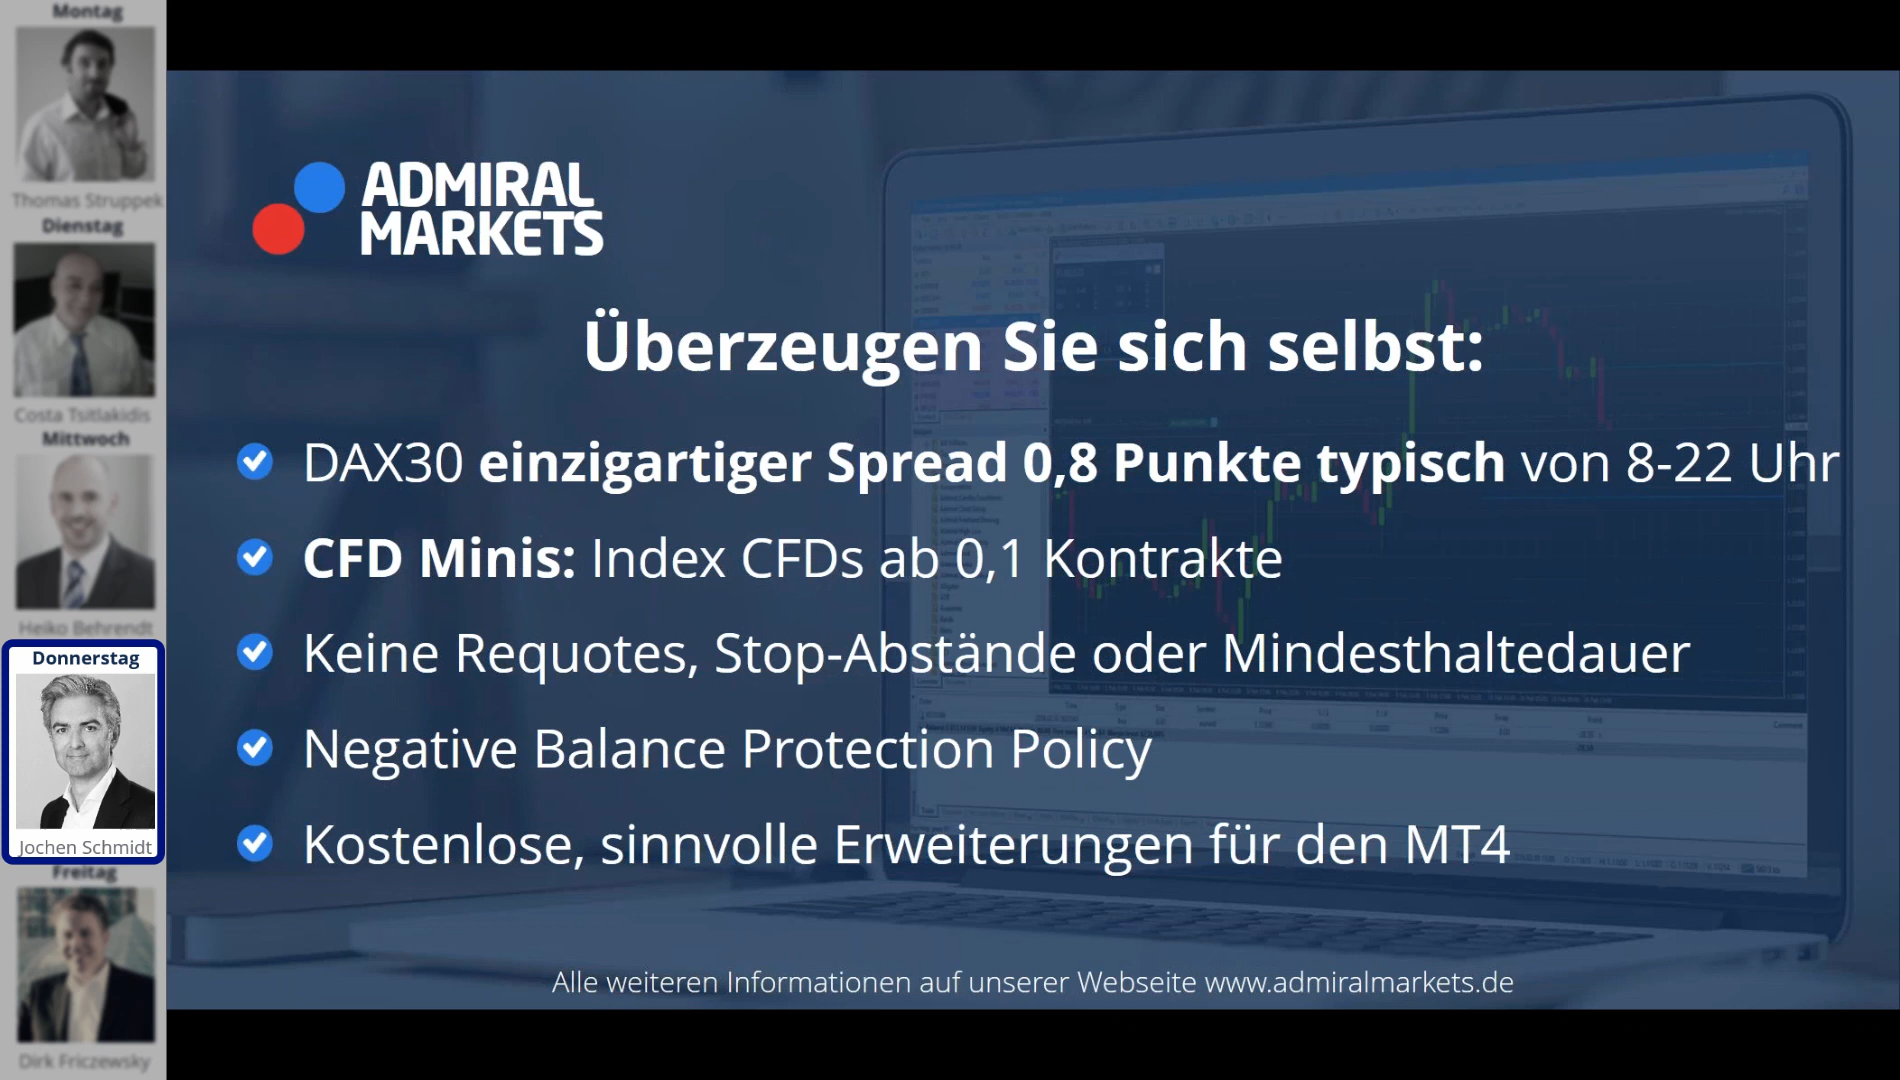 Montag
Thomas Struppek
Dienstag
Costa Tsitlakidis
Mittwoch
Heiko Behrendt
Donnerstag
Jochen Schmidt
Freitag
Dirk Friczewsky
ADMIRAL
MARKETS
Überzeugen Sie sich selbst:
DAX30 einzigartiger Spread 0,8 Punkte typisch von 8-22 Uhr
CFD Minis: Index CFDs ab 0,1 Kontrakte
Keine Requotes, Stop-Abstände oder Mindesthaltedauer
Negative Balance Protection Policy
Kostenlose, sinnvolle Erweiterungen für den MT4
Alle weiteren Informationen auf unserer Webseite www.admiralmarkets.de